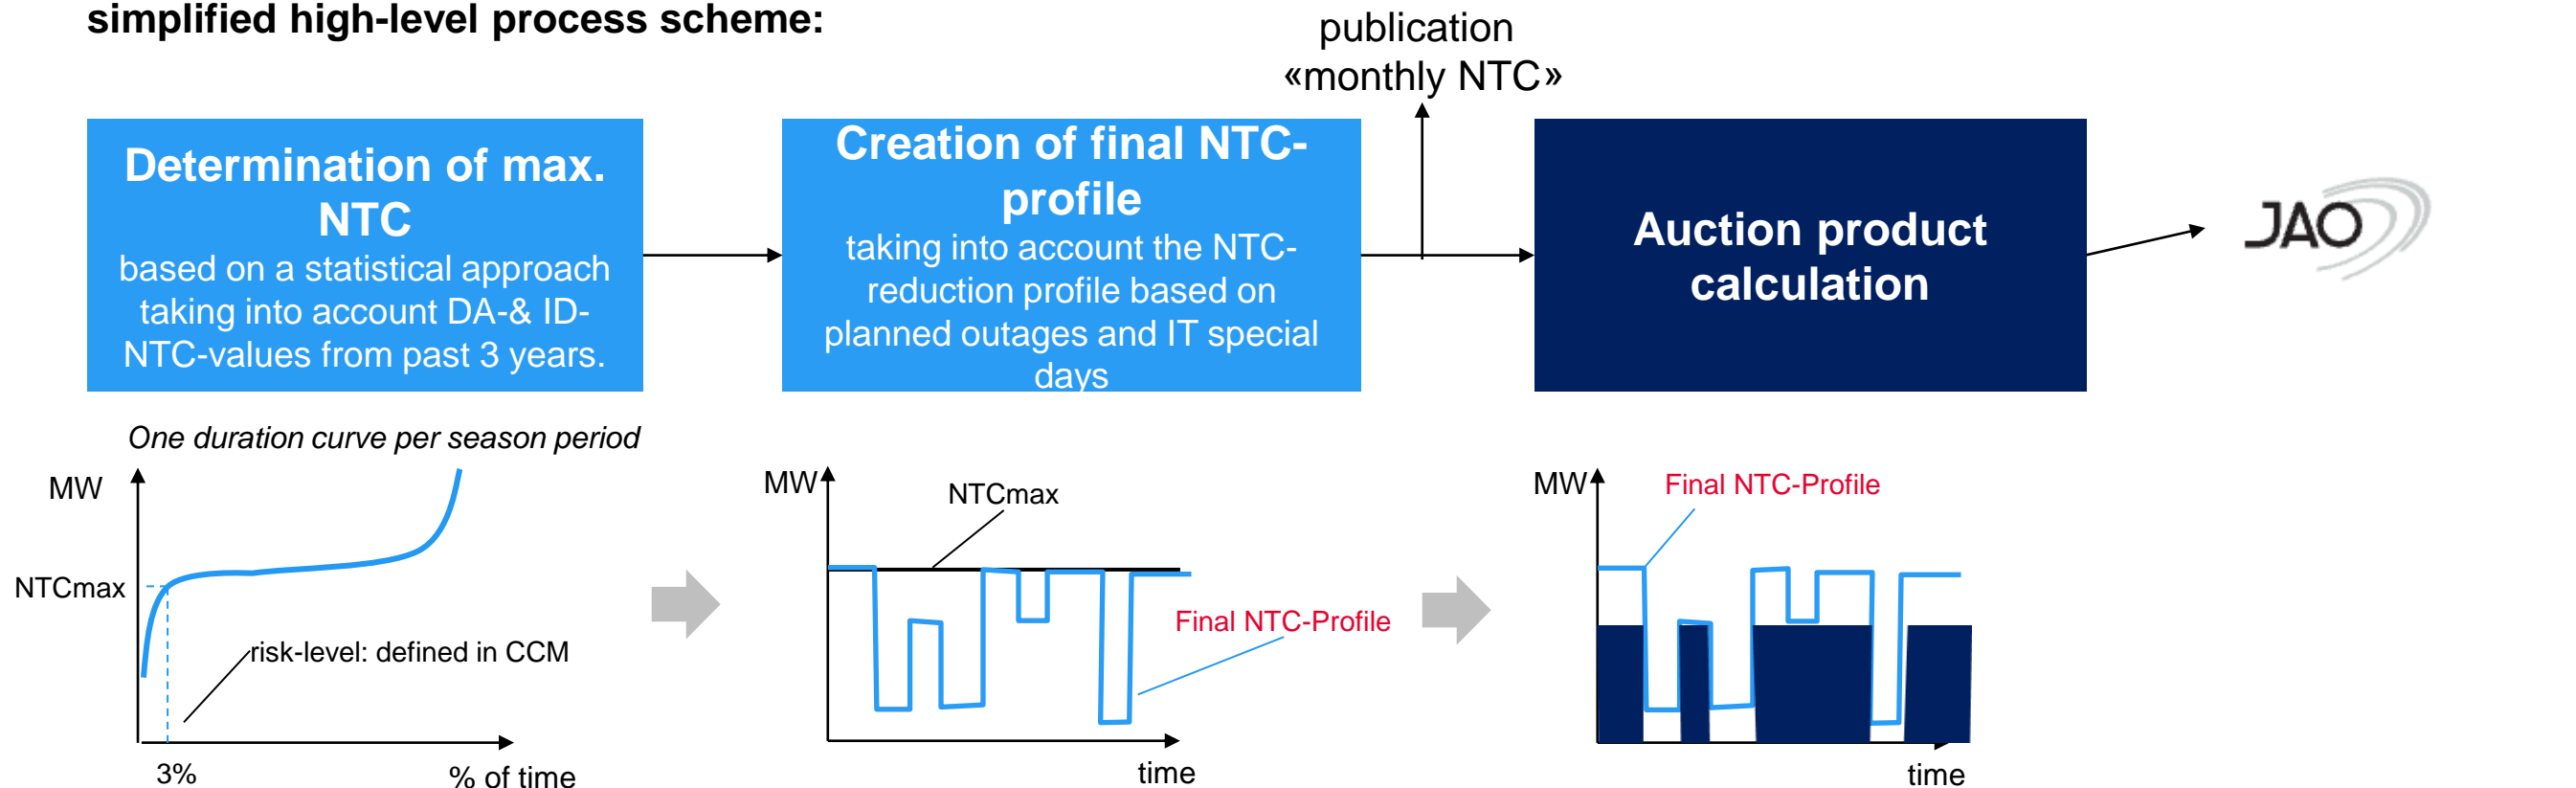 simplified high-level process scheme:
publication
«monthly NTC»
Determination of max.
NTC
based on a statistical approach
taking into account DA-& ID-
NTC-values from past 3 years.
Creation of final NTC-
profile
taking into account the NTC-
reduction profile based on
planned outages and IT special
days
Auction product
calculation
JAO
One duration curve per season period
MW
NTCmax
risk-level: defined in CCM
3%
% of time
MW
NTCmax
Final NTC-Profile
time
MW
Final NTC-Profile
time